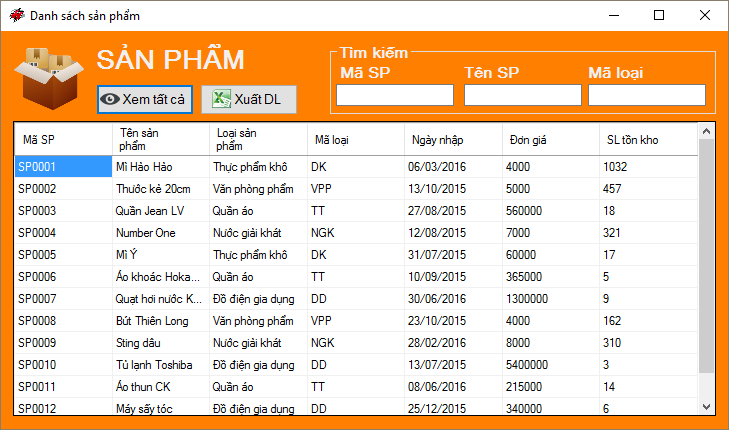 Danh sách sản phẩm
SẢN PHẨM
Tìm kiếm
Mã SP Tên SP Mã loại
Xem tất cả Xuất DL
Mã SP Tên sản phẩm Loại sản phẩm Mã loại Ngày nhập Đơn giá SL tồn kho
SP0001 Mì Hảo Hảo Thực phẩm khô DK 06/03/2016 4000 1032
SP0002 Thước kẻ 20cm Văn phòng phẩm VPP 13/10/2015 5000 457
SP0003 Quần Jean LV Quần áo TT 27/08/2015 560000 18
SP0004 Number One Nước giải khát NGK 12/08/2015 7000 321
SP0005 Mì Ý Thực phẩm khô DK 31/07/2015 60000 17
SP0006 Áo khoác Hoka... Quần áo TT 10/09/2015 365000 5
SP0007 Quạt hơi nước K... Đồ điện gia dụng DD 30/06/2016 1300000 9
SP0008 Bút Thiên Long Văn phòng phẩm VPP 23/10/2015 4000 162
SP0009 Sting dâu Nước giải khát NGK 28/02/2016 8000 310
SP0010 Tủ lạnh Toshiba Đồ điện gia dụng DD 13/07/2015 5400000 3
SP0011 Áo thun CK Quần áo TT 08/06/2016 215000 14
SP0012 Máy sấy tóc Đồ điện gia dụng DD 25/12/2015 340000 6